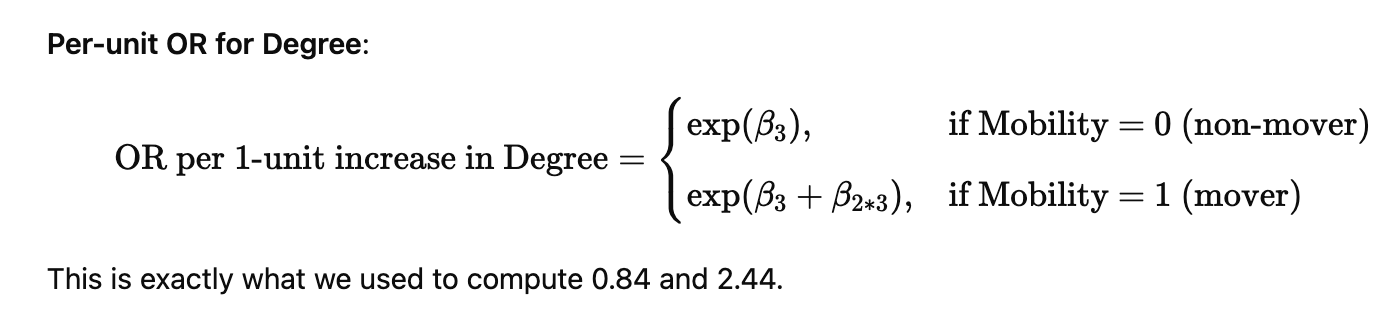 Per-unit OR for Degree:
OR per 1-unit increase in Degree = { exp(β₃), if Mobility = 0 (non-mover)
exp(β₃ + β₂*₃), if Mobility = 1 (mover)
This is exactly what we used to compute 0.84 and 2.44.